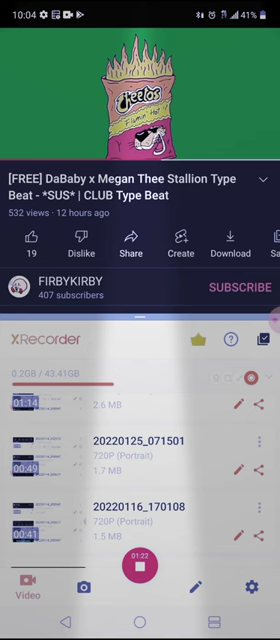 10:04
41%
Cheetos
Flamin' Hot
[FREE] DaBaby x Megan Thee Stallion Type
Beat - *SUS* | CLUB Type Beat
532 views · 12 hours ago
19
Dislike
Share
Create
Download
Sa
FIRBYKIRBY
407 subscribers
SUBSCRIBE
XRecorder
0.2GB / 43.41GB
01:14
2.6 MB
20220125_071501
720P (Portrait)
00:49
1.7 MB
20220116_170108
720P (Portrait)
00:41
1.5 MB
01:22
Video